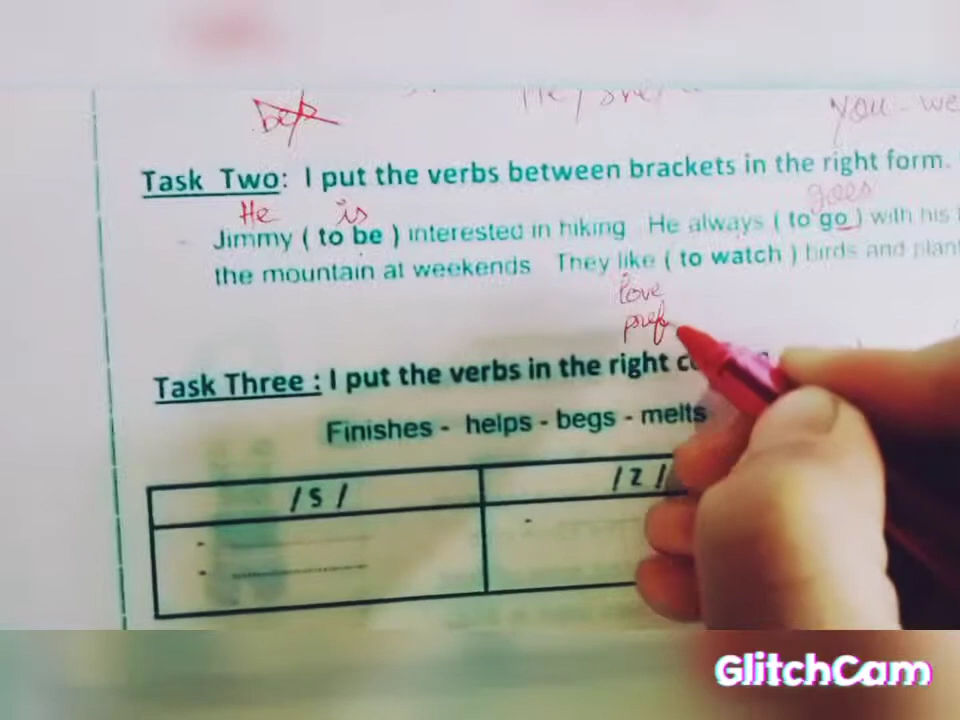 you - we
Task Two: I put the verbs between brackets in the right form.
goes
He is
Jimmy ( to be ) interested in hiking He always ( to go ) with his
the mountain at weekends They like ( to watch ) birds and plant
love
pref
Task Three : I put the verbs in the right
Finishes - helps - begs - melts
/ s / / z /
GlitchCam